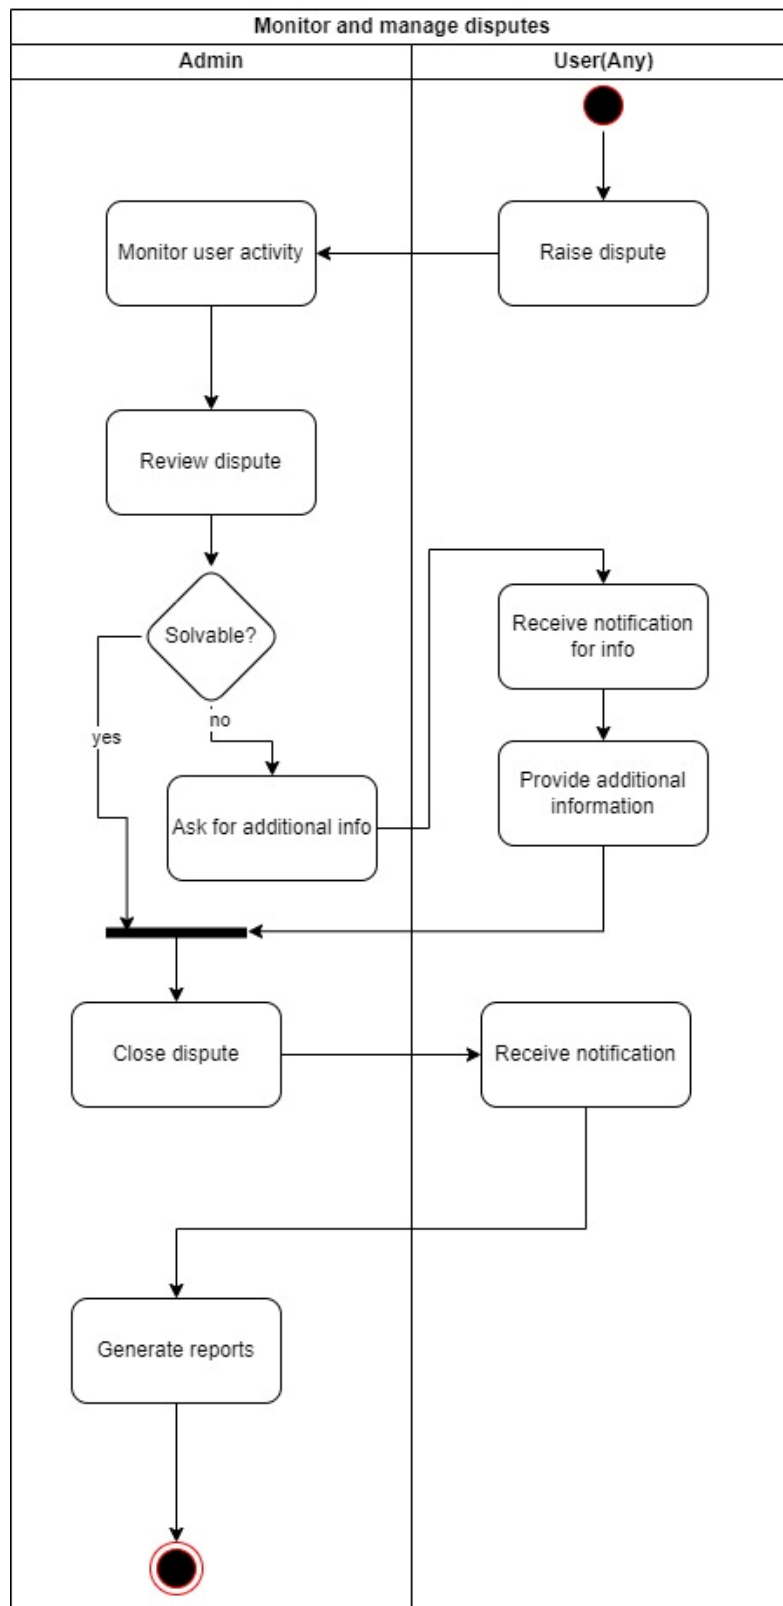 Monitor and manage disputes
Admin
User(Any)
Monitor user activity
Raise dispute
Review dispute
Solvable?
Receive notification
for info
no
yes
Provide additional
information
Ask for additional info
Close dispute
Receive notification
Generate reports